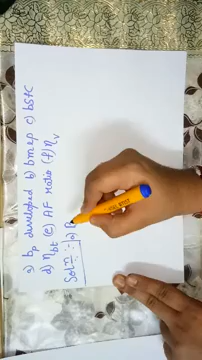 a) bp developed b) bmep c) bsfc
d) ηbt (e) AF ratio (f) ηv
Solⁿ :- a) B